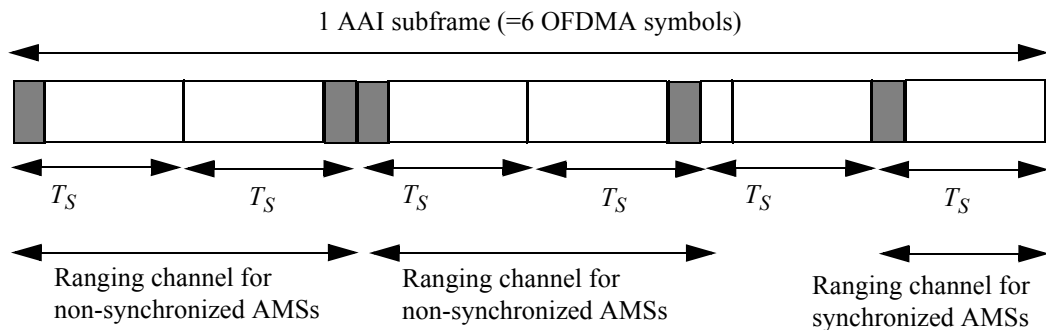 1 AAI subframe (=6 OFDMA symbols)
T_S T_S T_S T_S T_S T_S
Ranging channel for
non-synchronized AMSs
Ranging channel for
non-synchronized AMSs
Ranging channel for
synchronized AMSs